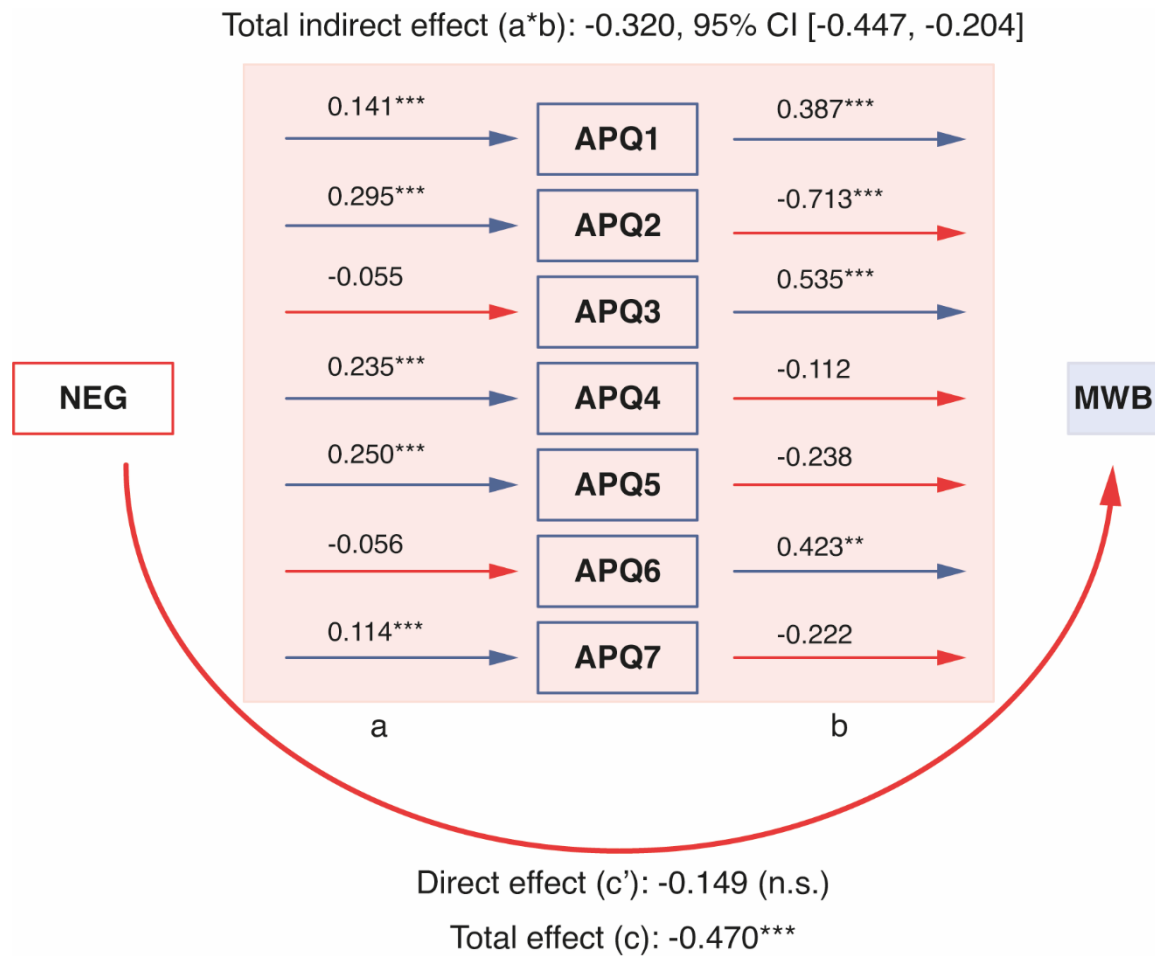 Total indirect effect (a*b): -0.320, 95% CI [-0.447, -0.204]
0.141*** APQ1 0.387***
0.295*** APQ2 -0.713***
-0.055 APQ3 0.535***
0.235*** APQ4 -0.112
NEG MWB
0.250*** APQ5 -0.238
-0.056 APQ6 0.423**
0.114*** APQ7 -0.222
a b
Direct effect (c’): -0.149 (n.s.)
Total effect (c): -0.470***